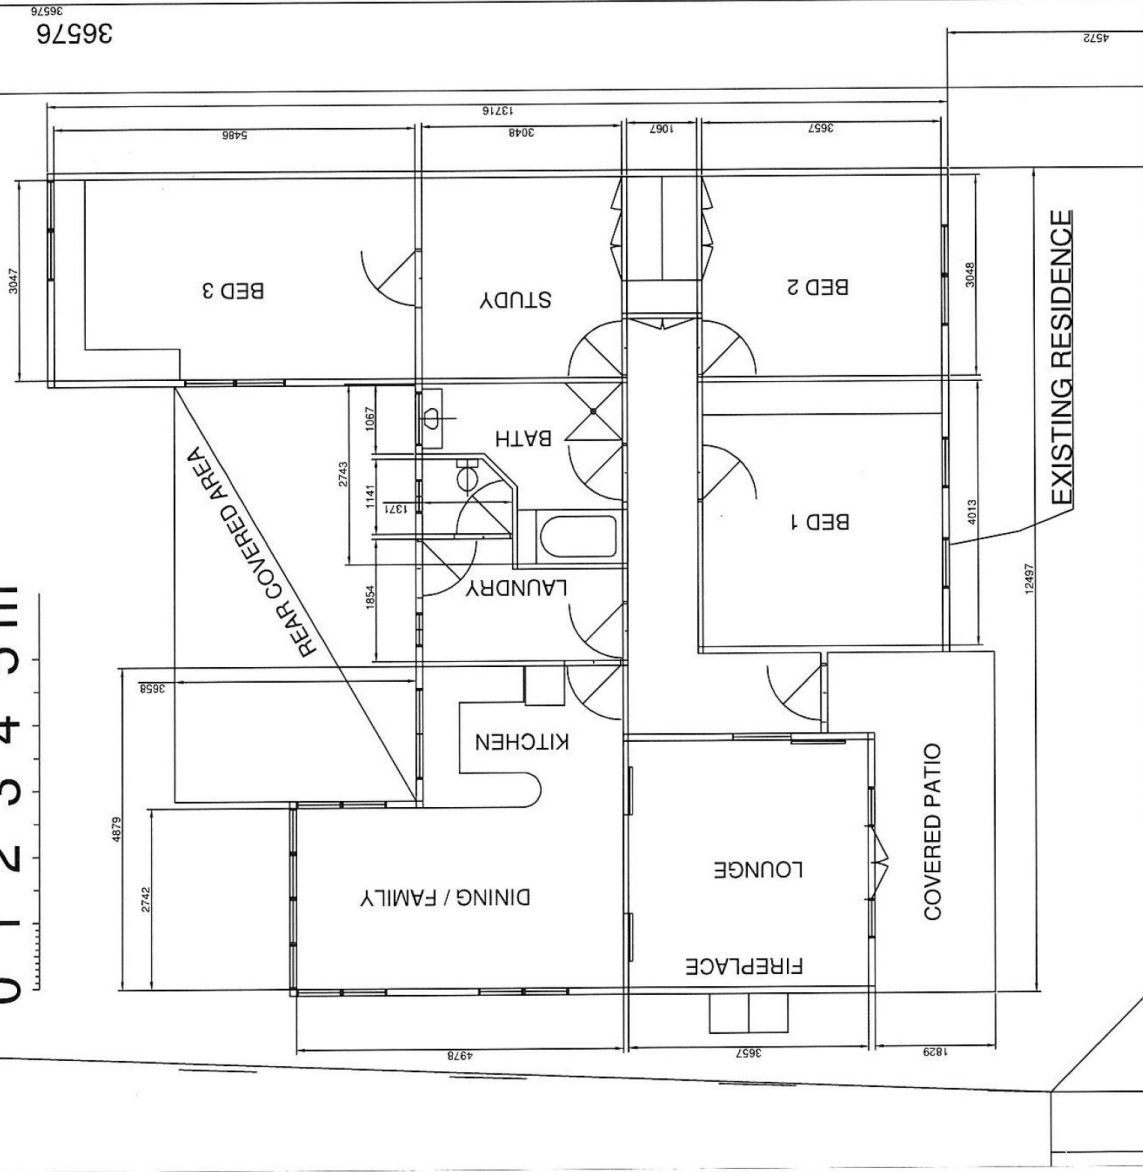 36576
36576
4572
13716
5486
3048
1067
3657
3047
BED 3
STUDY
BED 2
3048
EXISTING RESIDENCE
1067
BATH
2743
REAR COVERED AREA
1141
1371
BED 1
4013
LAUNDRY
1854
12497
3658
KITCHEN
4879
COVERED PATIO
LOUNGE
2742
DINING / FAMILY
FIREPLACE
4978
3657
1829
0 1 2 3 4 5 m